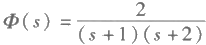 Φ(s) = 2/((s+1)(s+2))